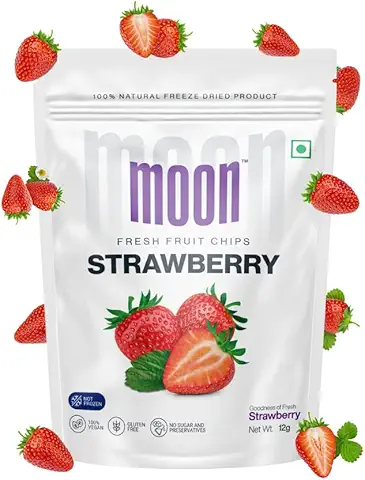 100% NATURAL FREEZE DRIED PRODUCT
moon
moon™
FRESH FRUIT CHIPS
STRAWBERRY
NOT
FROZEN
100%
VEGAN
GLUTEN
FREE
NO SUGAR AND
PRESERVATIVES
Goodness of Fresh
Strawberry
Net Wt. 12g